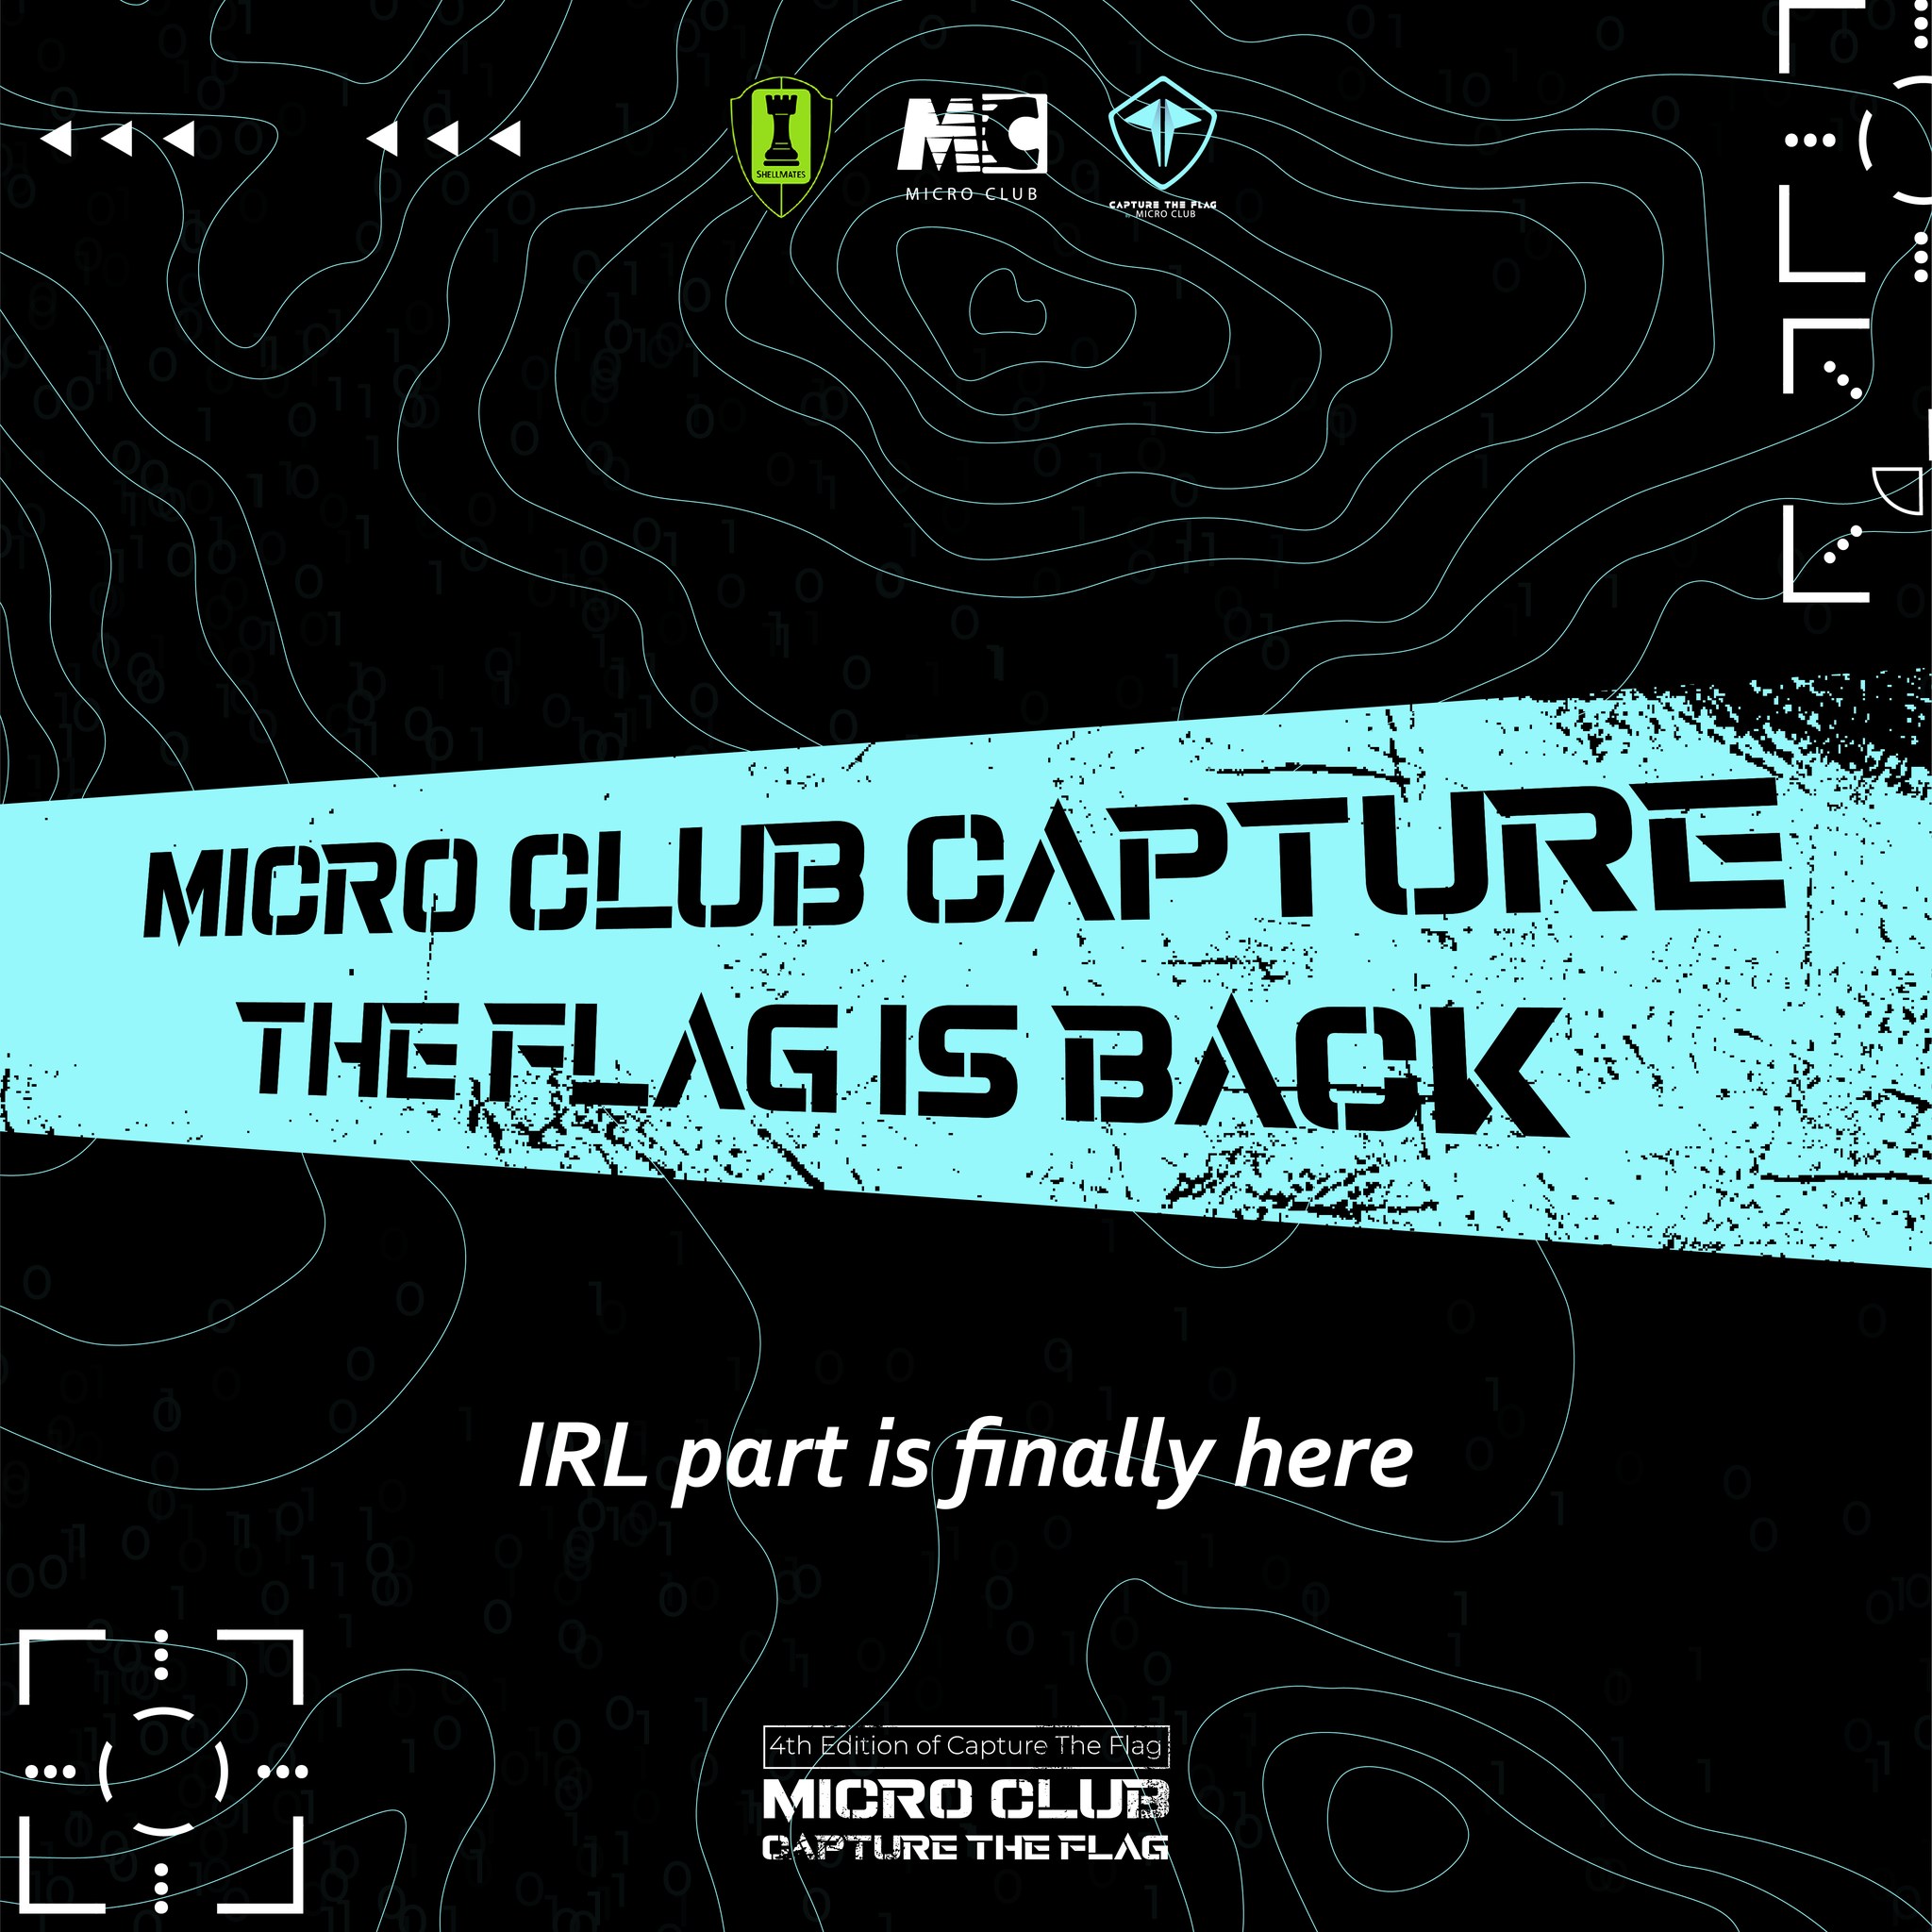 SHELLMATES
MC
MICRO CLUB
CAPTURE THE FLAG
MICRO CLUB
MICRO CLUB CAPTURE
THE FLAG IS BACK
IRL part is finally here
4th Edition of Capture The Flag
MICRO CLUB
CAPTURE THE FLAG